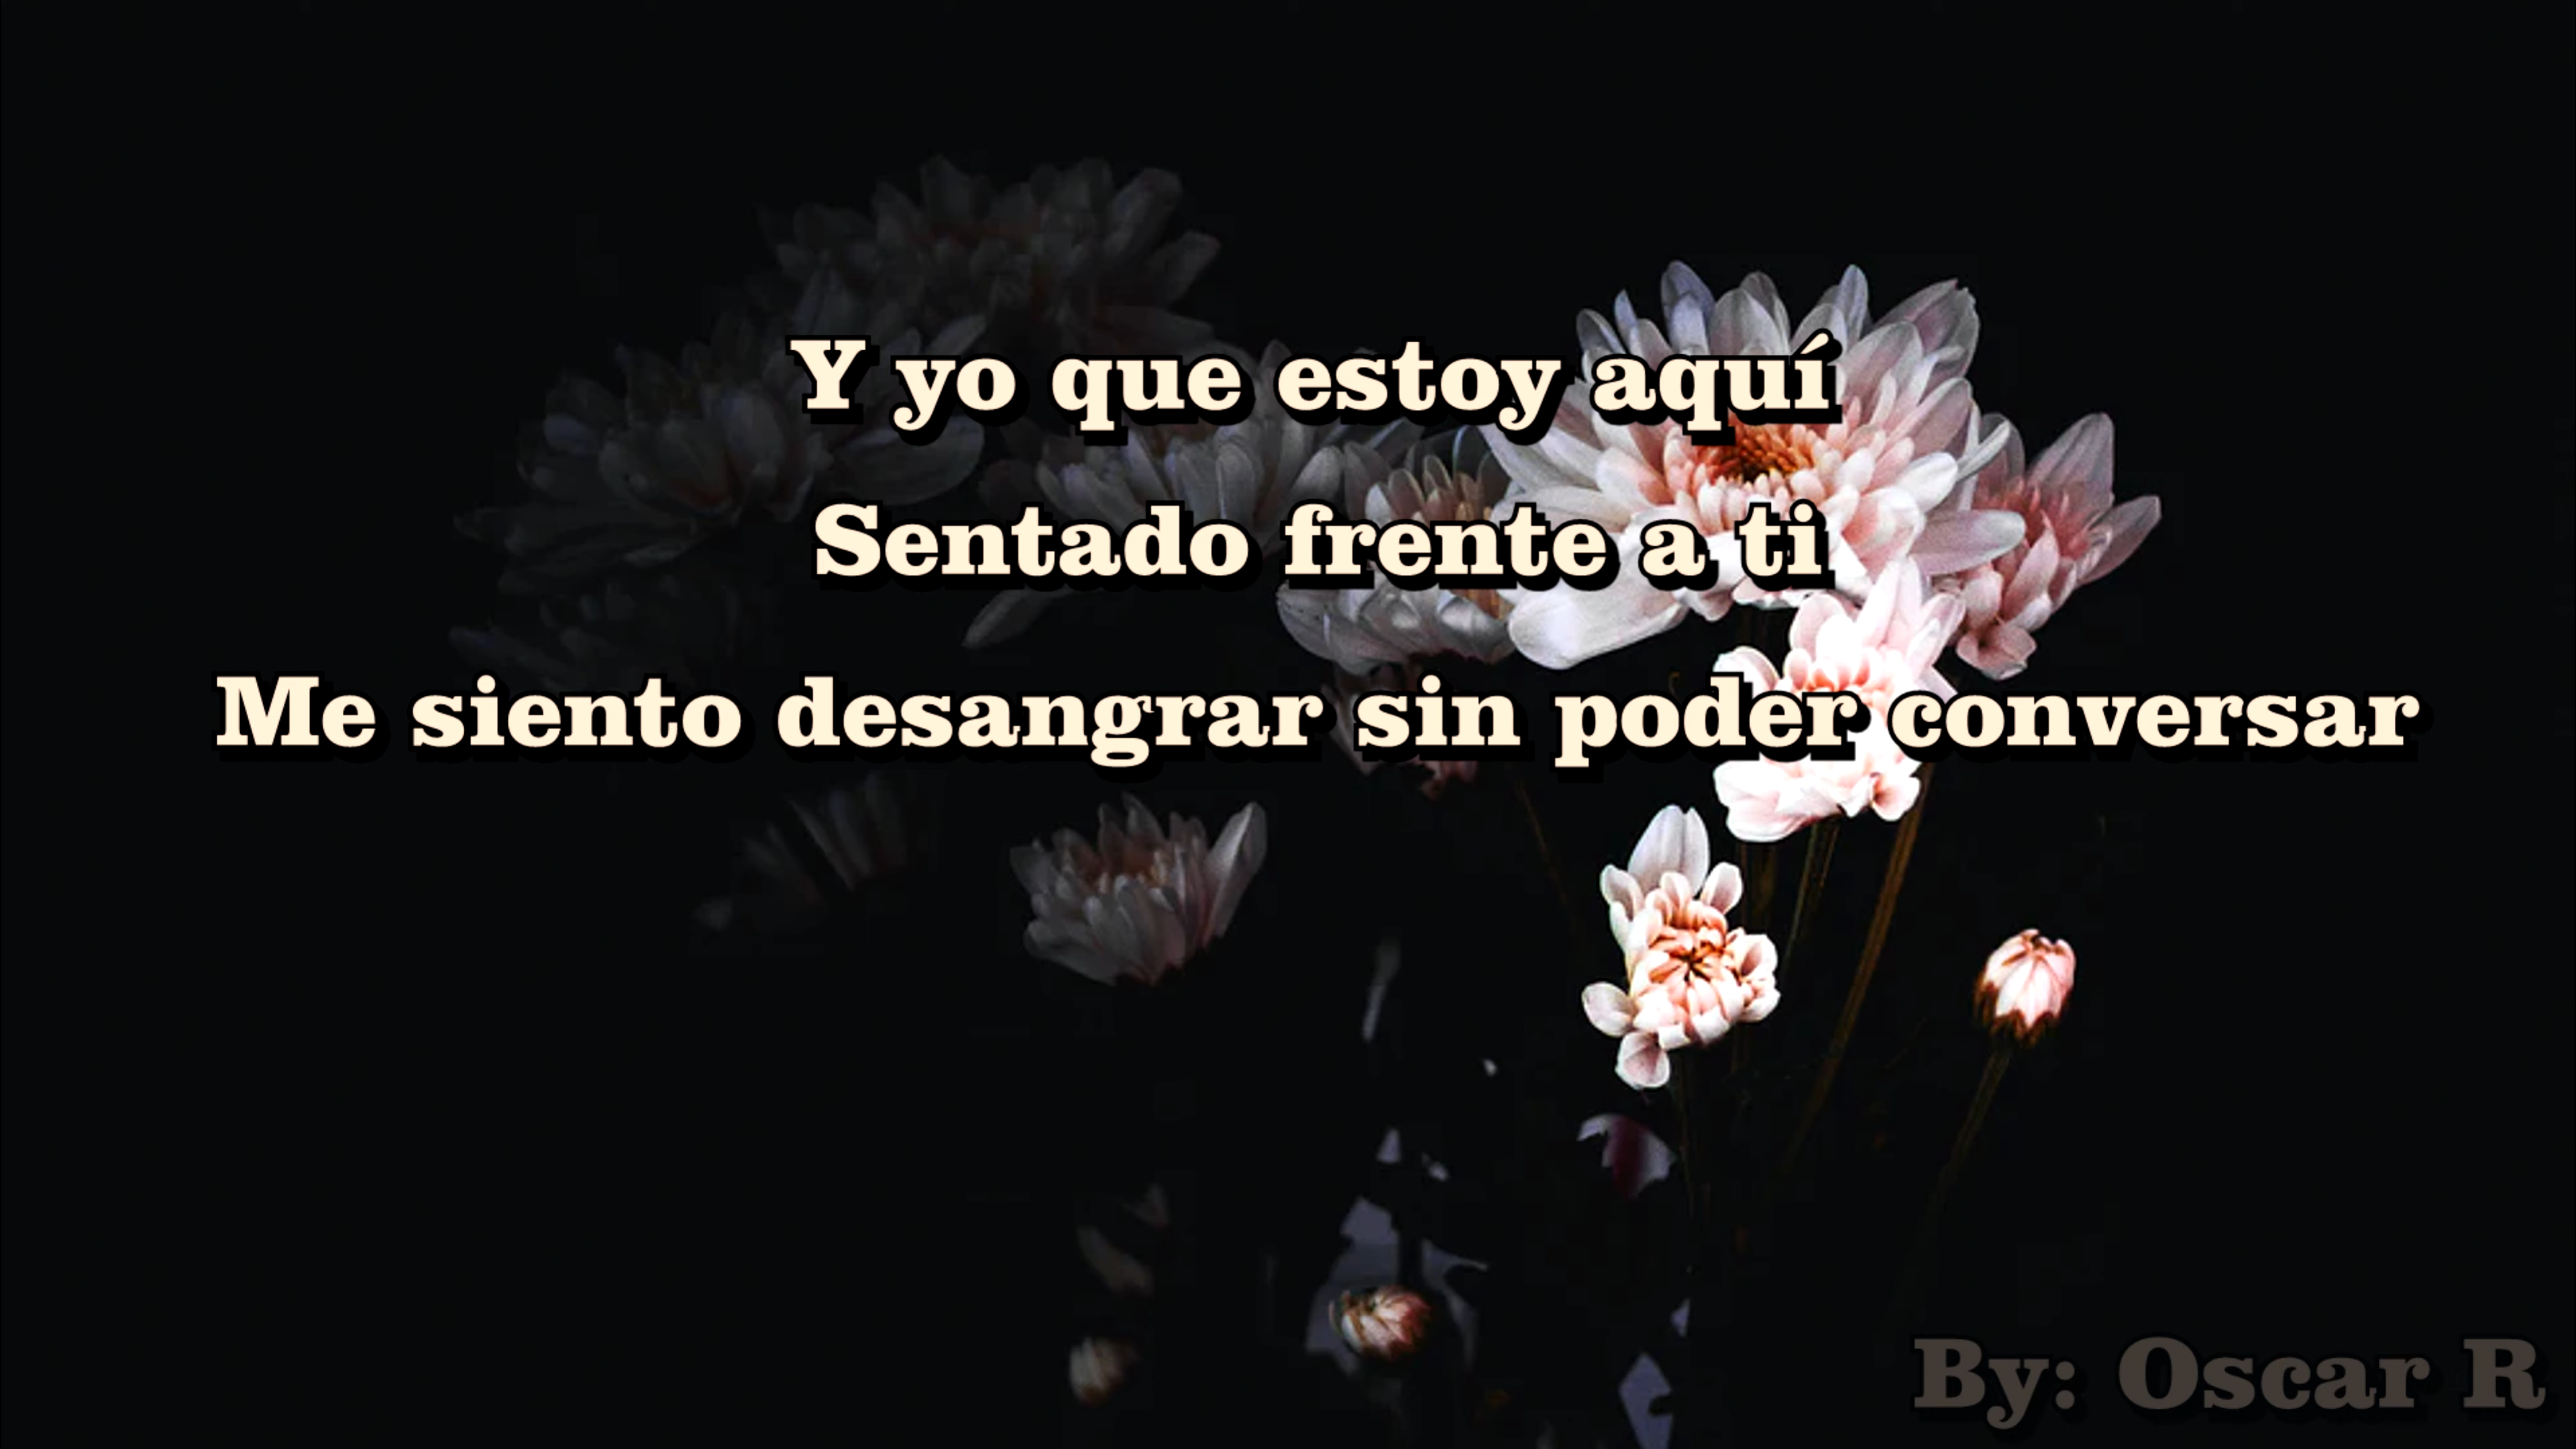 Y yo que estoy aquí
Sentado frente a ti
Me siento desangrar sin poder conversar
By: Oscar R